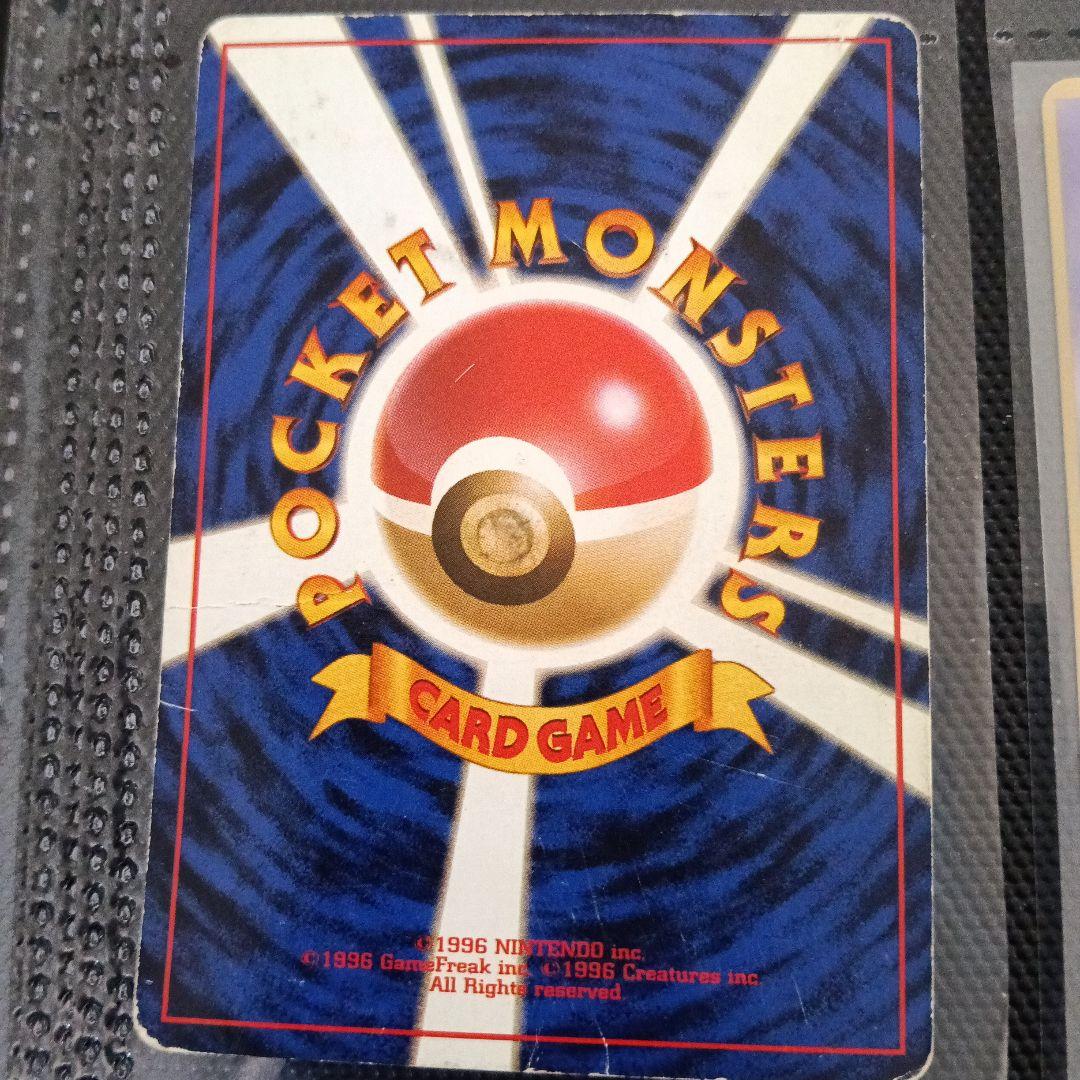 POCKET MONSTERS
CARD GAME
©1996 NINTENDO inc.
©1996 GameFreak inc. ©1996 Creatures inc.
All Rights reserved.